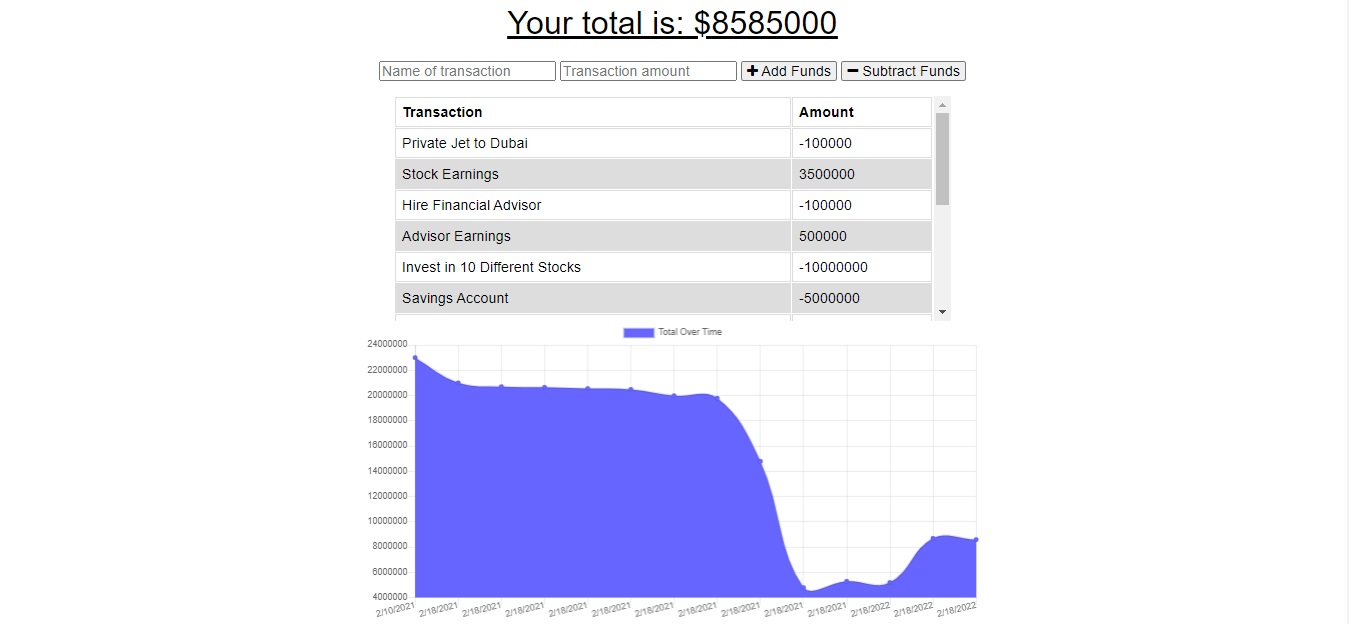 Your total is: $8585000
Name of transaction Transaction amount Add Funds Subtract Funds
Transaction Amount
Private Jet to Dubai -100000
Stock Earnings 3500000
Hire Financial Advisor -100000
Advisor Earnings 500000
Invest in 10 Different Stocks -10000000
Savings Account -5000000
Total Over Time
24000000
22000000
20000000
18000000
16000000
14000000
12000000
10000000
8000000
6000000
4000000
2/10/2021 2/18/2021 2/18/2021 2/18/2021 2/18/2021 2/18/2021 2/18/2021 2/18/2021 2/18/2021 2/18/2021 2/18/2021 2/18/2022 2/18/2022 2/18/2022